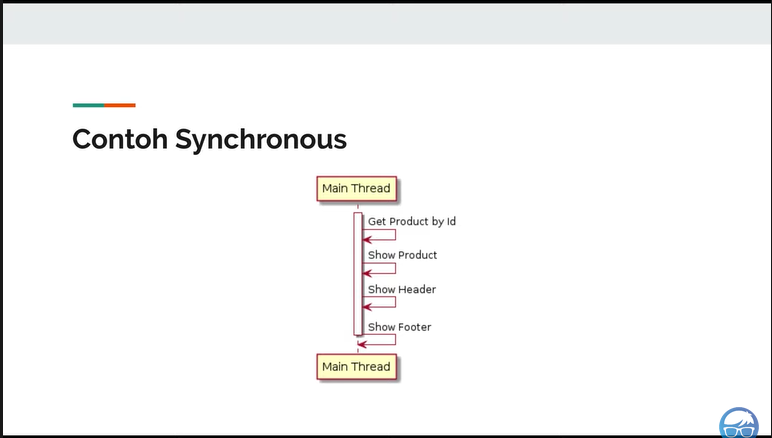 Contoh Synchronous
Main Thread
Get Product by Id
Show Product
Show Header
Show Footer
Main Thread